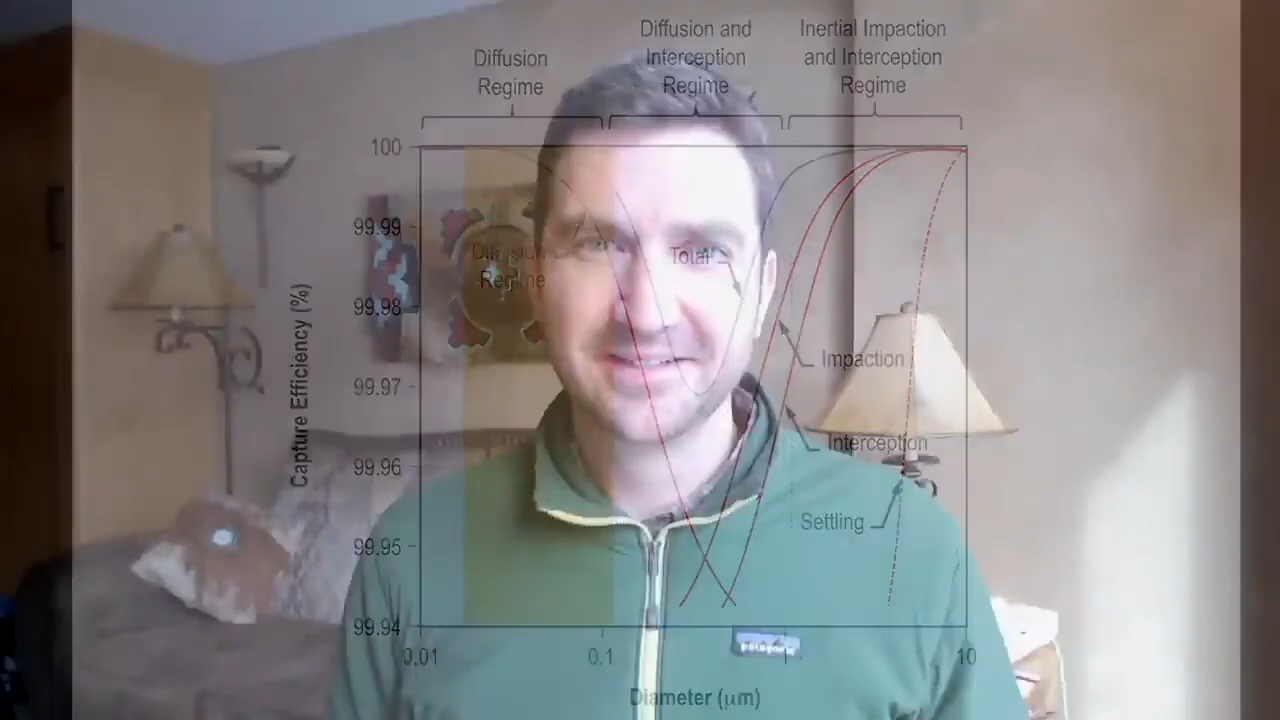 Diffusion
Regime
Diffusion and
Interception
Regime
Inertial Impaction
and Interception
Regime
100
99.99
99.98
99.97
99.96
99.95
99.94
Capture Efficiency (%)
Diffusion
Regime
Total
Impaction
Interception
Settling
patagonia
0.01
0.1
10
Diameter (μm)